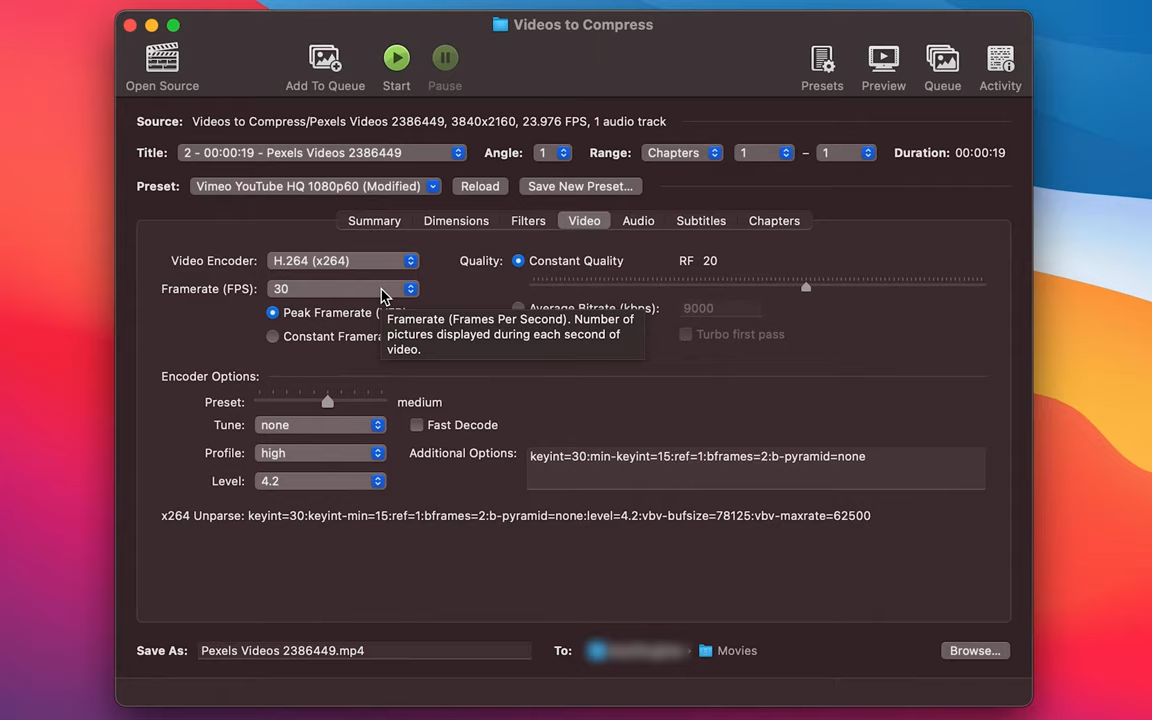 Videos to Compress
Open Source Add To Queue Start Pause Presets Preview Queue Activity
Source: Videos to Compress/Pexels Videos 2386449, 3840x2160, 23.976 FPS, 1 audio track
Title: 2 - 00:00:19 - Pexels Videos 2386449 Angle: 1 Range: Chapters 1 – 1 Duration: 00:00:19
Preset: Vimeo YouTube HQ 1080p60 (Modified) Reload Save New Preset...
Summary Dimensions Filters Video Audio Subtitles Chapters
Video Encoder: H.264 (x264) Quality: Constant Quality RF 20
Framerate (FPS): 30
Peak Framerate Average Bitrate (kbps): 9000
Framerate (Frames Per Second). Number of
pictures displayed during each second of
video.
Constant Framera Turbo first pass
Encoder Options:
Preset: medium
Tune: none Fast Decode
Profile: high Additional Options: keyint=30:min-keyint=15:ref=1:bframes=2:b-pyramid=none
Level: 4.2
x264 Unparse: keyint=30:keyint-min=15:ref=1:bframes=2:b-pyramid=none:level=4.2:vbv-bufsize=78125:vbv-maxrate=62500
Save As: Pexels Videos 2386449.mp4 To: Movies Browse...